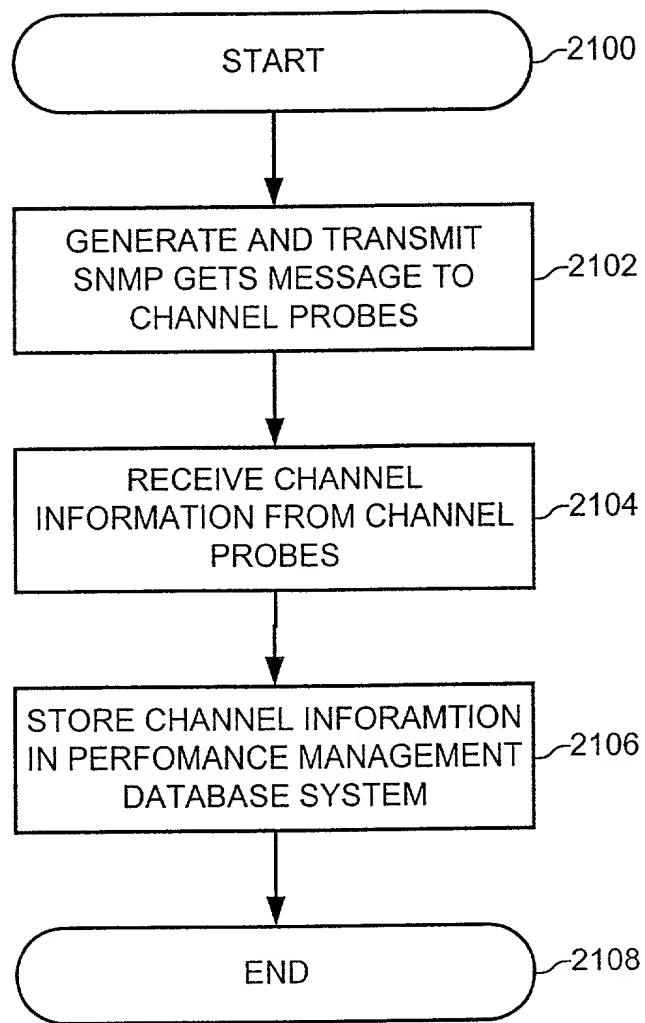 START
2100
GENERATE AND TRANSMIT
SNMP GETS MESSAGE TO
CHANNEL PROBES
2102
RECEIVE CHANNEL
INFORMATION FROM CHANNEL
PROBES
2104
STORE CHANNEL INFORAMTION
IN PERFOMANCE MANAGEMENT
DATABASE SYSTEM
2106
END
2108